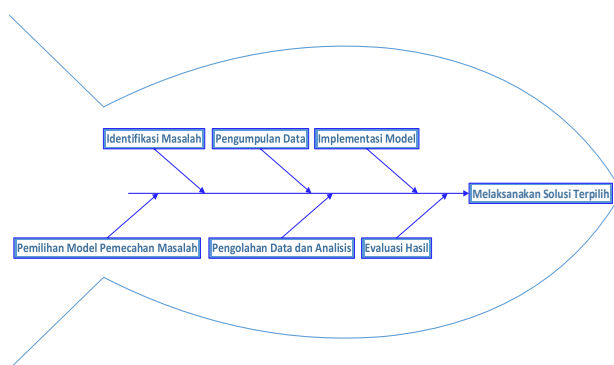 Identifikasi Masalah
Pengumpulan Data
Implementasi Model
Melaksanakan Solusi Terpilih
Pemilihan Model Pemecahan Masalah
Pengolahan Data dan Analisis
Evaluasi Hasil